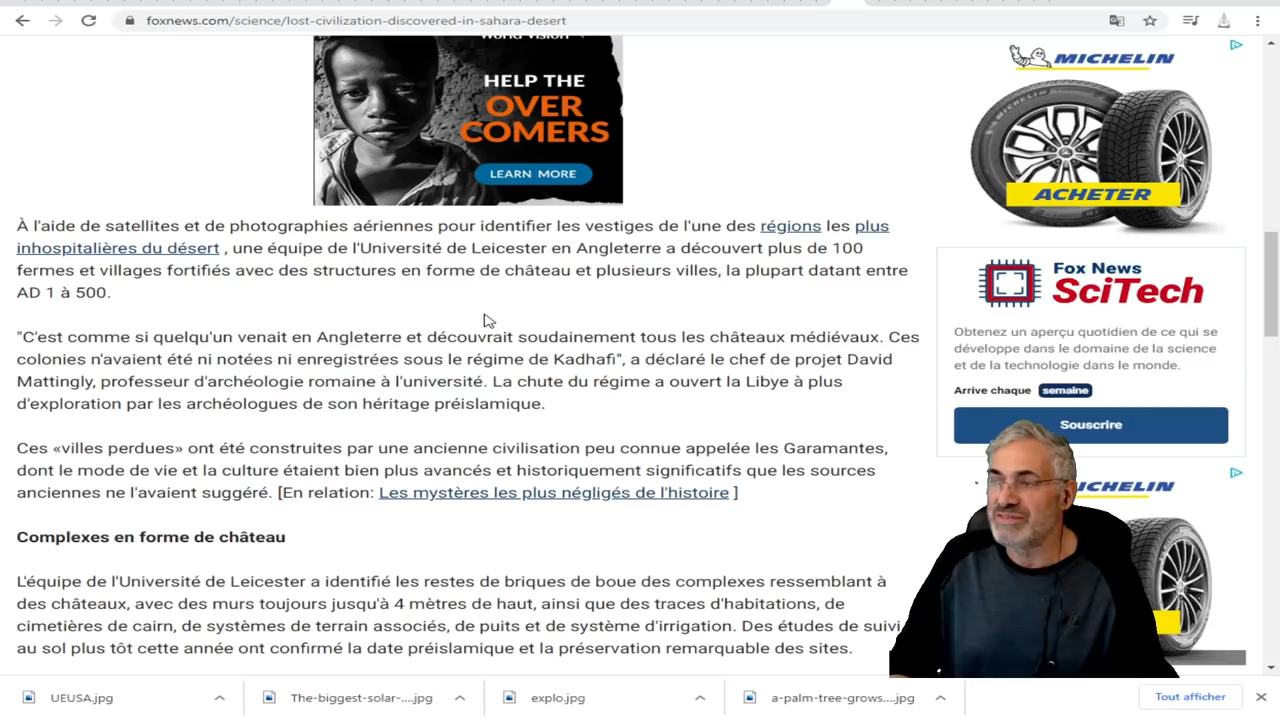 foxnews.com/science/lost-civilization-discovered-in-sahara-desert
World Vision
HELP THE
OVER
COMERS
LEARN MORE
MICHELIN
ACHETER
À l'aide de satellites et de photographies aériennes pour identifier les vestiges de l'une des régions les plus
inhospitalières du désert , une équipe de l'Université de Leicester en Angleterre a découvert plus de 100
fermes et villages fortifiés avec des structures en forme de château et plusieurs villes, la plupart datant entre
AD 1 à 500.
"C'est comme si quelqu'un venait en Angleterre et découvrait soudainement tous les châteaux médiévaux. Ces
colonies n'avaient été ni notées ni enregistrées sous le régime de Kadhafi", a déclaré le chef de projet David
Mattingly, professeur d'archéologie romaine à l'université. La chute du régime a ouvert la Libye à plus
d'exploration par les archéologues de son héritage préislamique.
Ces «villes perdues» ont été construites par une ancienne civilisation peu connue appelée les Garamantes,
dont le mode de vie et la culture étaient bien plus avancés et historiquement significatifs que les sources
anciennes ne l'avaient suggéré. [En relation: Les mystères les plus négligés de l'histoire ]
Complexes en forme de château
L'équipe de l'Université de Leicester a identifié les restes de briques de boue des complexes ressemblant à
des châteaux, avec des murs toujours jusqu'à 4 mètres de haut, ainsi que des traces d'habitations, de
cimetières de cairn, de systèmes de terrain associés, de puits et de système d'irrigation. Des études de suivi
au sol plus tôt cette année ont confirmé la date préislamique et la préservation remarquable des sites.
Fox News
SciTech
Obtenez un aperçu quotidien de ce qui se
développe dans le domaine de la science
et de la technologie dans le monde.
Arrive chaque semaine
Souscrire
ICHELIN
UEUSA.jpg
The-biggest-solar-....jpg
explo.jpg
a-palm-tree-grows....jpg
Tout afficher